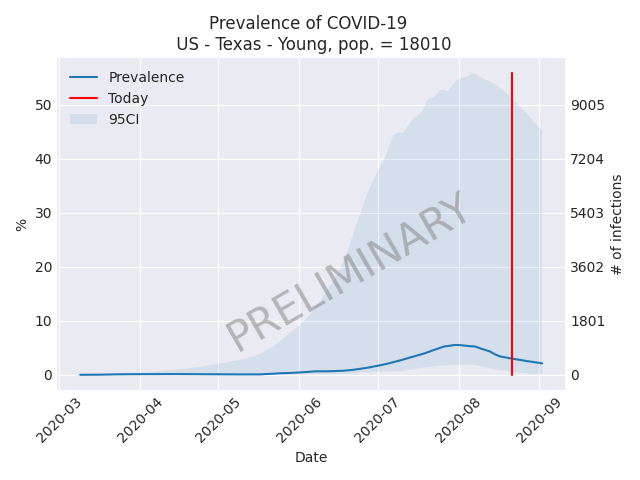 Prevalence of COVID-19
US - Texas - Young, pop. = 18010
Prevalence
Today
95CI
50
40
30
20
10
0
%
9005
7204
5403
3602
1801
0
# of infections
PRELIMINARY
2020-03
2020-04
2020-05
2020-06
2020-07
2020-08
2020-09
Date